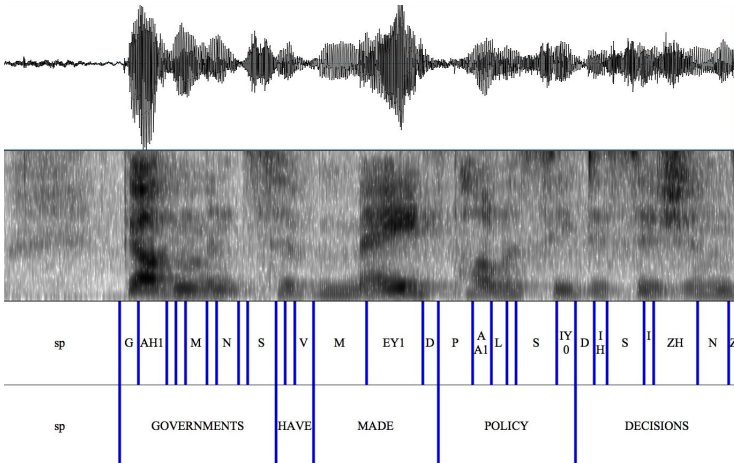 sp G AH1 M N S V M EY1 D P A A1 L S IY 0 D I H S I ZH N Z
sp GOVERNMENTS HAVE MADE POLICY DECISIONS